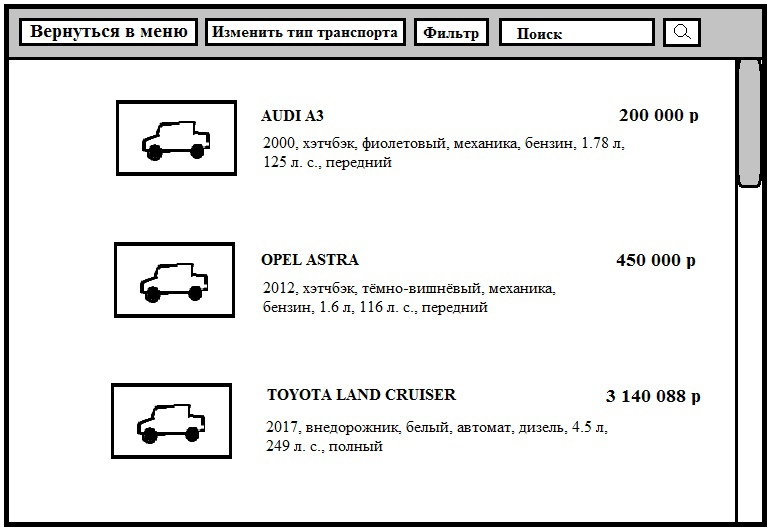 Вернуться в меню Изменить тип транспорта Фильтр Поиск
AUDI A3 200 000 р
2000, хэтчбэк, фиолетовый, механика, бензин, 1.78 л,
125 л. с., передний
OPEL ASTRA 450 000 р
2012, хэтчбэк, тёмно-вишнёвый, механика,
бензин, 1.6 л, 116 л. с., передний
TOYOTA LAND CRUISER 3 140 088 р
2017, внедорожник, белый, автомат, дизель, 4.5 л,
249 л. с., полный